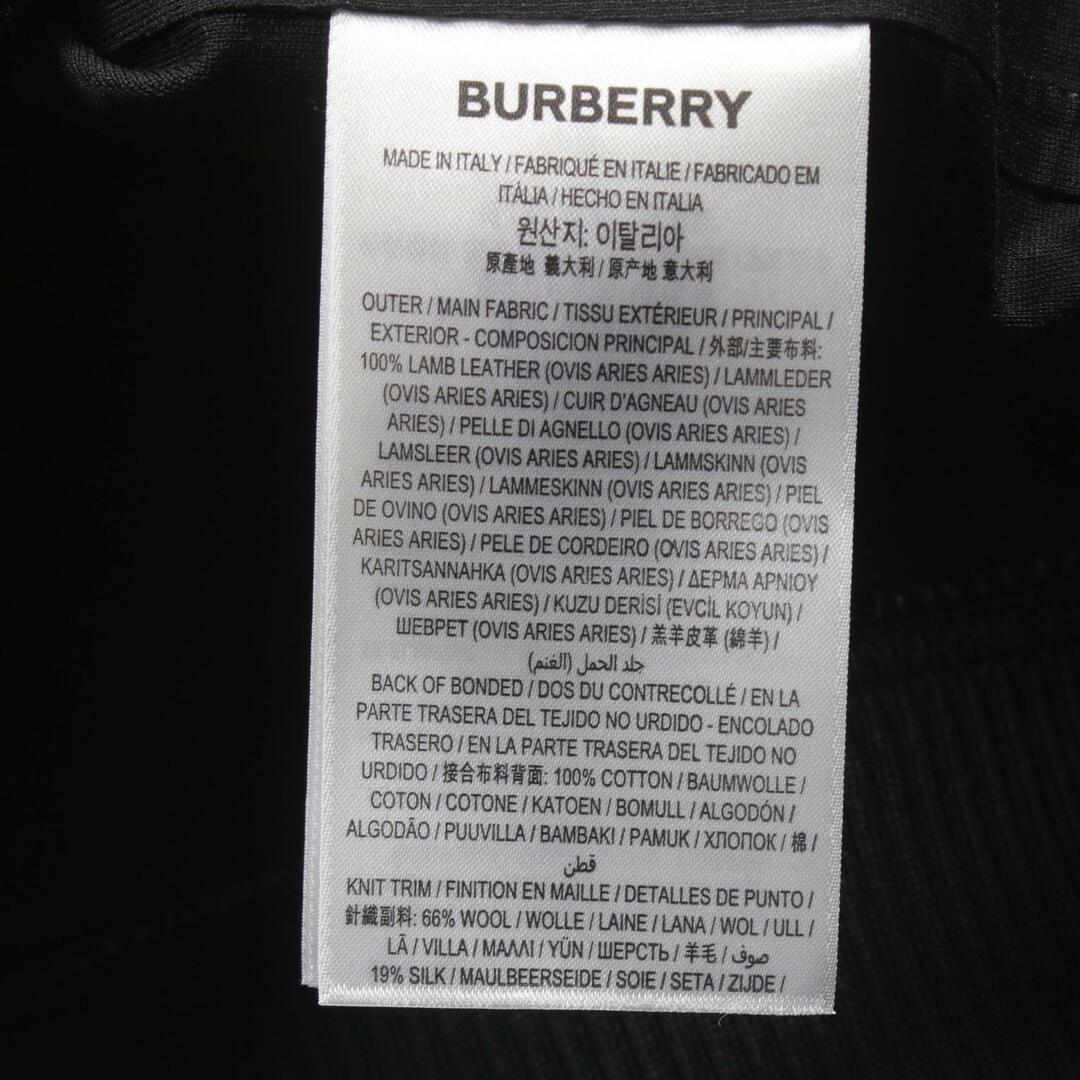 BURBERRY
MADE IN ITALY / FABRIQUÉ EN ITALIE / FABRICADO EM
ITÁLIA / HECHO EN ITALIA
원산지: 이탈리아
原產地 義大利 / 原产地 意大利
OUTER / MAIN FABRIC / TISSU EXTÉRIEUR / PRINCIPAL /
EXTERIOR - COMPOSICION PRINCIPAL / 外部/主要布料:
100% LAMB LEATHER (OVIS ARIES ARIES) / LAMMLEDER
(OVIS ARIES ARIES) / CUIR D'AGNEAU (OVIS ARIES
ARIES) / PELLE DI AGNELLO (OVIS ARIES ARIES) /
LAMSLEER (OVIS ARIES ARIES) / LAMMSKINN (OVIS
ARIES ARIES) / LAMMESKINN (OVIS ARIES ARIES) / PIEL
DE OVINO (OVIS ARIES ARIES) / PIEL DE BORREGO (OVIS
ARIES ARIES) / PELE DE CORDEIRO (OVIS ARIES ARIES) /
KARITSANNAHKA (OVIS ARIES ARIES) / ΔΕΡΜΑ ΑΡΝΙΟΥ
(OVIS ARIES ARIES) / KUZU DERİSİ (EVCİL KOYUN) /
ШЕВРЕТ (OVIS ARIES ARIES) / 羔羊皮革 (綿羊) /
جلد الحمل (الغنم)
BACK OF BONDED / DOS DU CONTRECOLLÉ / EN LA
PARTE TRASERA DEL TEJIDO NO URDIDO - ENCOLADO
TRASERO / EN LA PARTE TRASERA DEL TEJIDO NO
URDIDO / 接合布料背面: 100% COTTON / BAUMWOLLE /
COTON / COTONE / KATOEN / BOMULL / ALGODÓN /
ALGODÃO / PUUVILLA / ΒΑΜΒΑΚΙ / PAMUK / ХЛОПОК / 棉 /
قطن
KNIT TRIM / FINITION EN MAILLE / DETALLES DE PUNTO /
針織副料: 66% WOOL / WOLLE / LAINE / LANA / WOL / ULL /
LÃ / VILLA / ΜΑΛΛΙ / YÜN / ШЕРСТЬ / 羊毛 / صوف /
19% SILK / MAULBEERSEIDE / SOIE / SETA / ZIJDE /